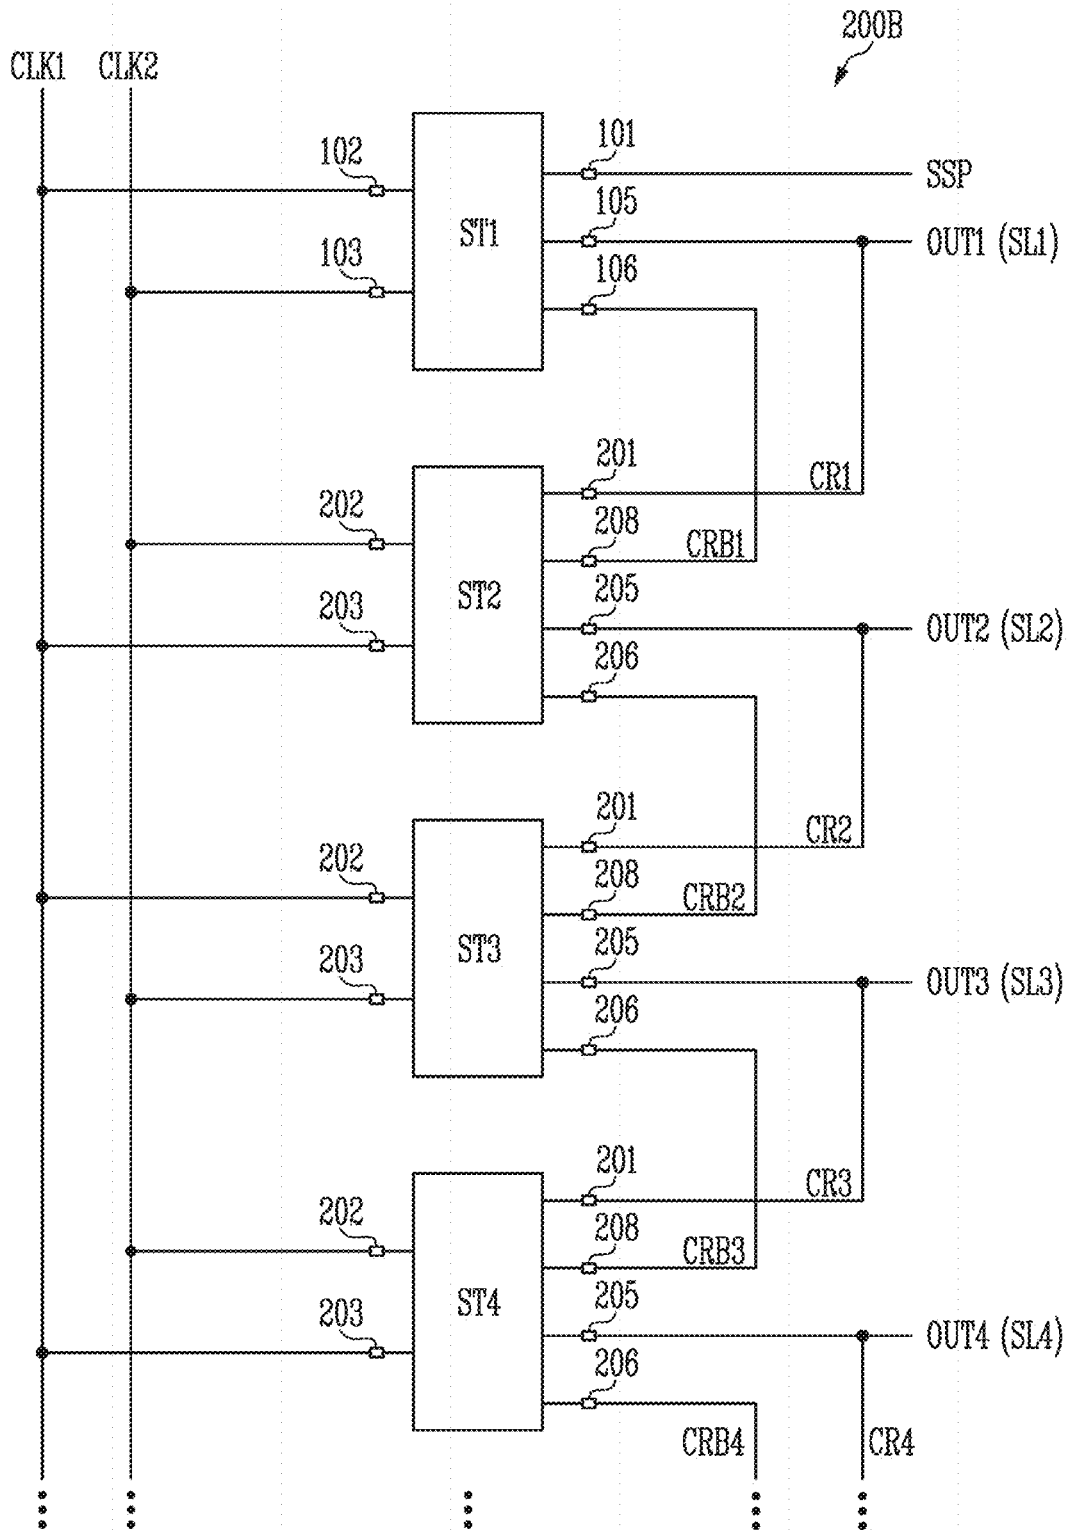 200B
CLK1 CLK2
101
102
SSP
105
ST1
OUT1 (SL1)
103
106
201
CR1
202
208
CRB1
ST2
203
205
OUT2 (SL2)
206
201
CR2
202
208
CRB2
ST3
203
205
OUT3 (SL3)
206
201
CR3
202
208
CRB3
ST4
203
205
OUT4 (SL4)
206
CRB4
CR4